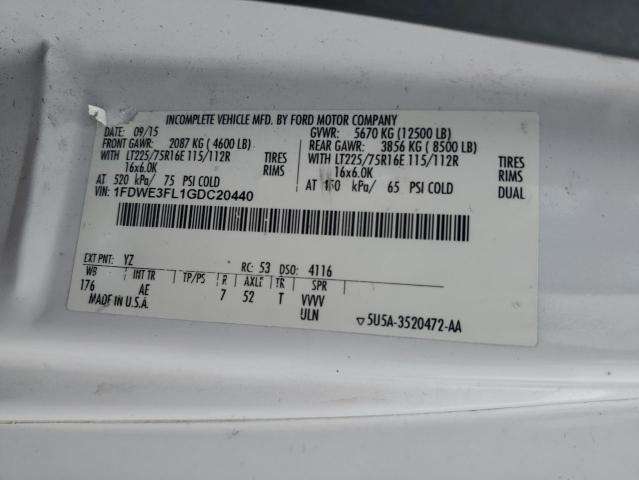 INCOMPLETE VEHICLE MFD. BY FORD MOTOR COMPANY
DATE: 09/15 GVWR: 5670 KG (12500 LB)
FRONT GAWR: 2087 KG ( 4600 LB) REAR GAWR: 3856 KG ( 8500 LB)
WITH LT225/75R16E 115/112R TIRES WITH LT225/75R16E 115/112R TIRES
16x6.0K RIMS 16x6.0K RIMS
AT 520 kPa/ 75 PSI COLD AT kPa/ 65 PSI COLD DUAL
VIN: 1FDWE3FL1GDC20440
EXT PNT: YZ RC: 53 DSO: 4116
WB INT TR TP/PS R AXLE TR SPR
176 AE 7 52 T VVVV
MADE IN U.S.A. ULN ▽5U5A-3520472-AA